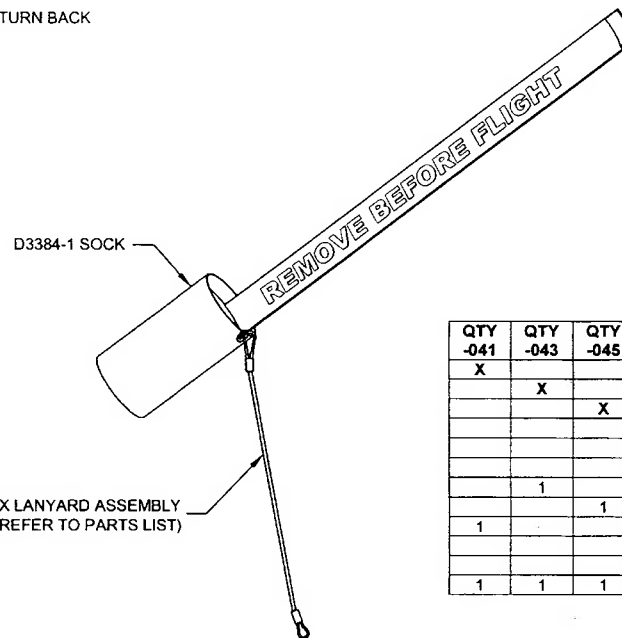 TURN BACK
REMOVE BEFORE FLIGHT
D3384-1 SOCK
X LANYARD ASSEMBLY
REFER TO PARTS LIST)
QTY QTY QTY
-041 -043 -045
X
X
X
1
1
1
1 1 1